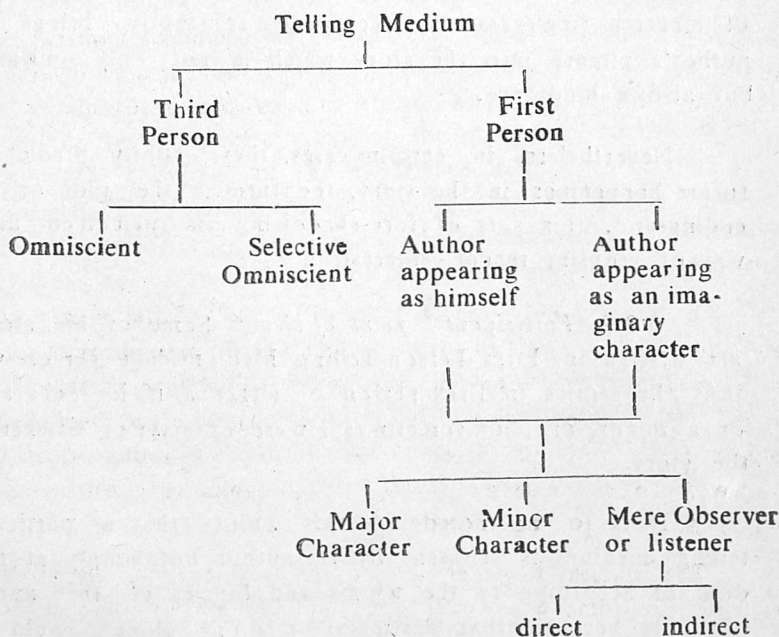 Telling Medium
Third
Person
First
Person
Omniscient
Selective
Omniscient
Author
appearing
as himself
Author
appearing
as an ima-
ginary
character
Major
Character
Minor
Character
Mere Observer
or listener
direct
indirect